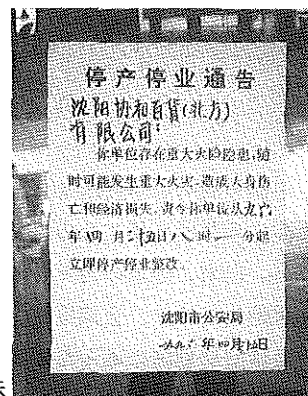 停产停业通告
沈阳协和百货(北方)
有限公司:
你单位存在重大火险隐患,随
时可能发生重大火灾,造成人身伤
亡和经济损失,责令你单位从九六
年四月二十五日八时一分起
立即停产停业整改。
沈阳市公安局
一九九六年四月 日